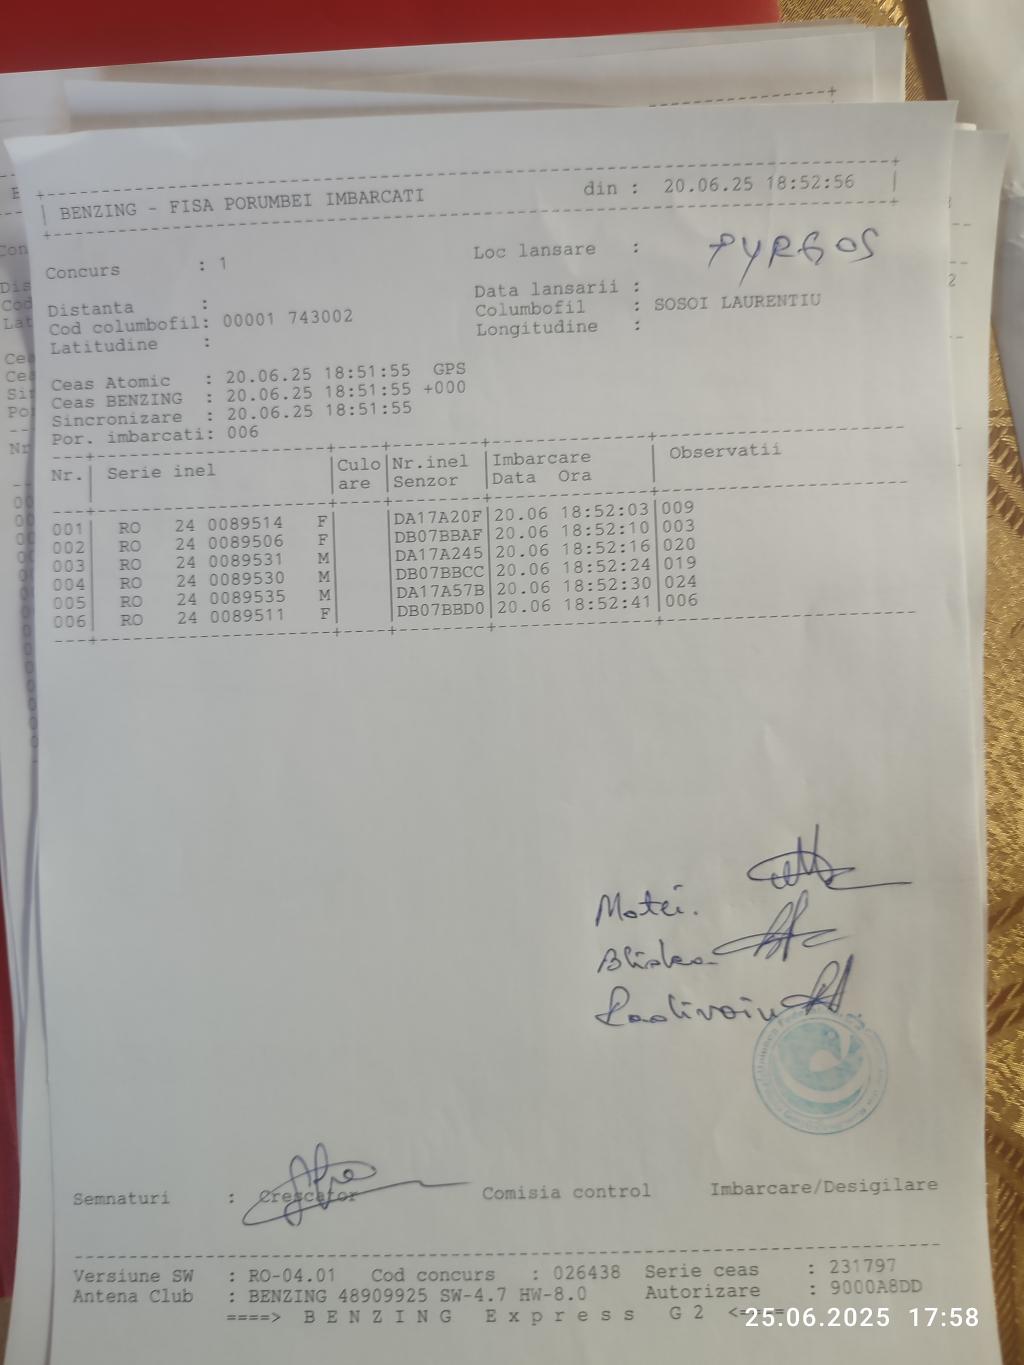 BENZING - FISA PORUMBEI IMBARCATI din : 20.06.25 18:52:56
Concurs : 1 Loc lansare : PYRGOS
Distanta : Data lansarii :
Cod columbofil: 00001 743002 Columbofil : SOSOI LAURENTIU
Latitudine : Longitudine :
Ceas Atomic : 20.06.25 18:51:55 GPS
Ceas BENZING : 20.06.25 18:51:55 +000
Sincronizare : 20.06.25 18:51:55
Por. imbarcati: 006
Nr. Serie inel Culo Nr.inel Imbarcare Observatii
are Senzor Data Ora
001 RO 24 0089514 F DA17A20F 20.06 18:52:03 009
002 RO 24 0089506 F DB07BBAF 20.06 18:52:10 003
003 RO 24 0089531 M DA17A245 20.06 18:52:16 020
004 RO 24 0089530 M DB07BBCC 20.06 18:52:24 019
005 RO 24 0089535 M DA17A57B 20.06 18:52:30 024
006 RO 24 0089511 F DB07BBD0 20.06 18:52:41 006
Matei.
Semnaturi : Crescator Comisia control Imbarcare/Desigilare
Versiune SW : RO-04.01 Cod concurs : 026438 Serie ceas : 231797
Antena Club : BENZING 48909925 SW-4.7 HW-8.0 Autorizare : 9000A8DD
====> B E N Z I N G E x p r e s s G 2 <====
25.06.2025 17:58